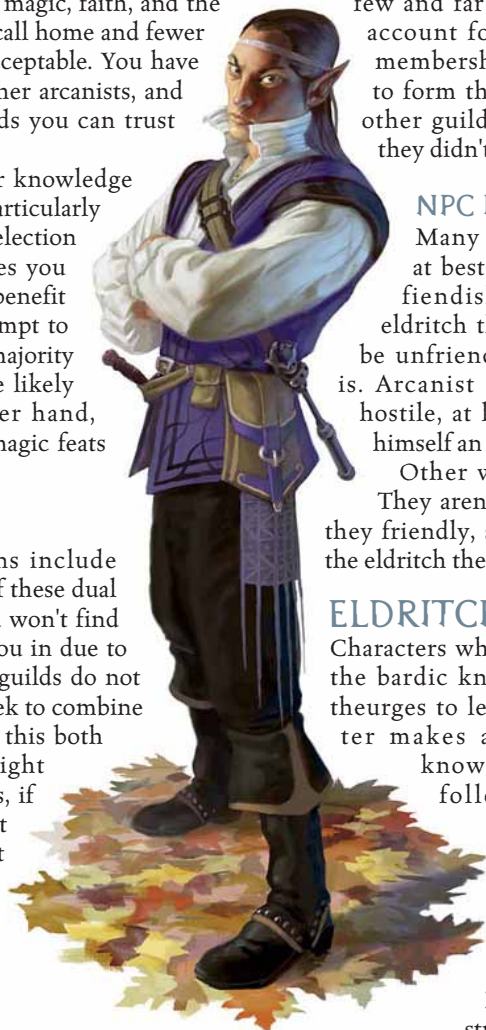 magic, faith, and the
call home and fewer
ceptable. You have
her arcanists, and
ds you can trust
knowledge
articularly
election
es you
benefit
mpt to
majority
e likely
er hand,
magic feats
ns include
f these dual
won't find
ou in due to
guilds do not
ek to combine
this both
ight
s, if
t
t
few and far
account fo
membersh
to form th
other guild
they didn't
NPC
Many
at best
fiendis
eldritch th
be unfrien
is. Arcanist
hostile, at
himself an
Other w
They aren
they friendly,
the eldritch the
ELDRITC
Characters wh
the bardic kn
theurges to le
ter makes a
know
follo
str